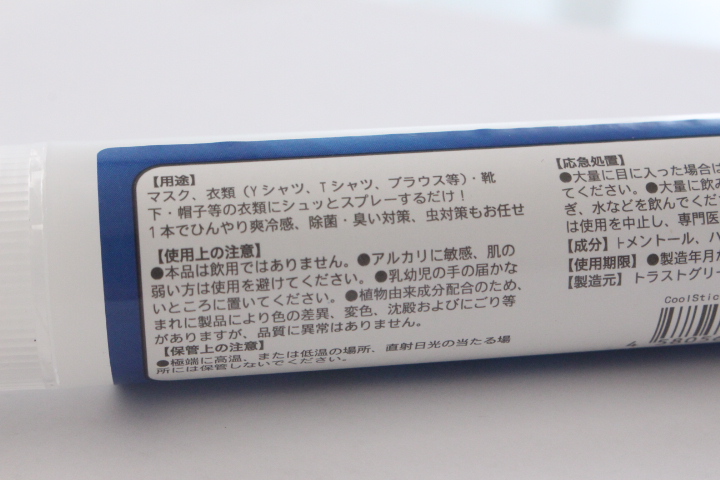 【用途】
マスク、衣類（Yシャツ、Tシャツ、ブラウス等）・靴
下・帽子等の衣類にシュッとスプレーするだけ！
1本でひんやり爽冷感、除菌・臭い対策、虫対策もお任せ
【使用上の注意】
●本品は飲用ではありません。●アルカリに敏感、肌の
弱い方は使用を避けてください。●乳幼児の手の届かな
いところに置いてください。●植物由来成分配合のため、
まれに製品により色の差異、変色、沈殿およびにごり等
がありますが、品質に異常はありません。
【保管上の注意】
●極端に高温、または低温の場所、直射日光の当たる場
所には保管しないでください。
【応急処置】
●大量に目に入った場合は
てください。●大量に飲
ぎ、水などを飲んでくだ
は使用を中止し、専門医
【成分】トメントール、ハ
【使用期限】●製造年月か
【製造元】トラストグリー
CoolStic
4 58056